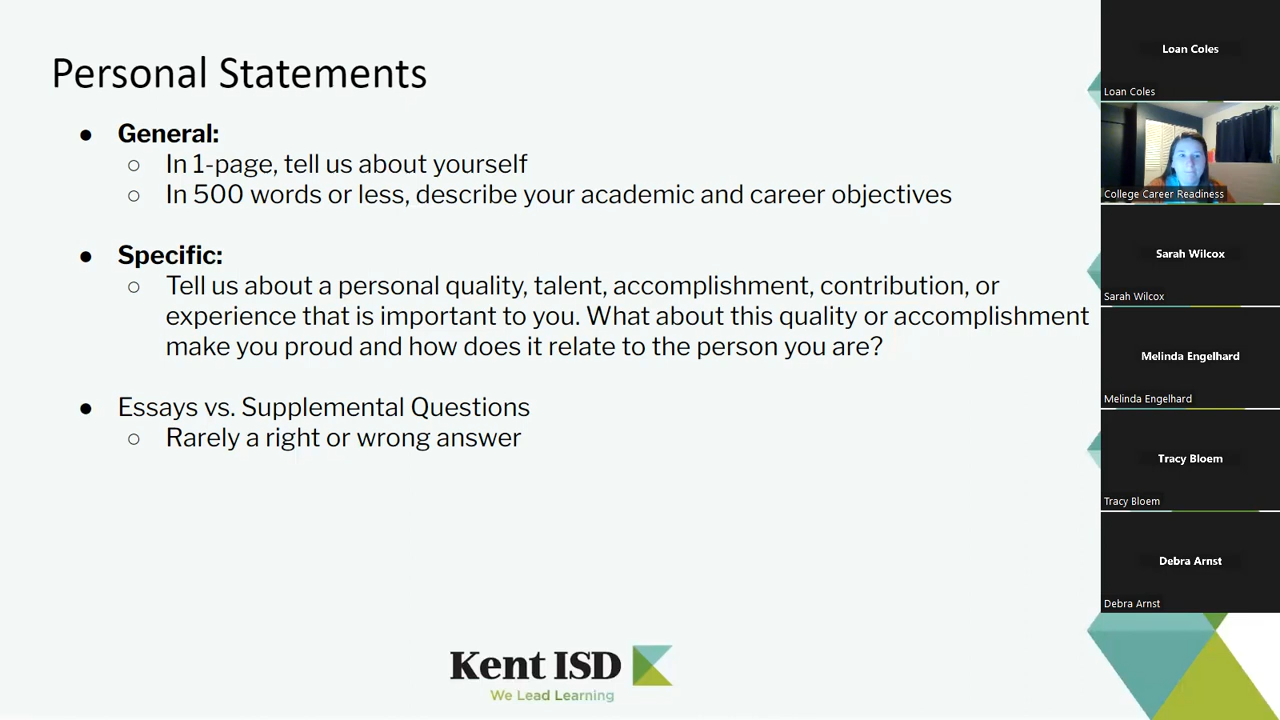 Personal Statements
● General:
○ In 1-page, tell us about yourself
○ In 500 words or less, describe your academic and career objectives
● Specific:
○ Tell us about a personal quality, talent, accomplishment, contribution, or
experience that is important to you. What about this quality or accomplishment
make you proud and how does it relate to the person you are?
● Essays vs. Supplemental Questions
○ Rarely a right or wrong answer
Kent ISD
We Lead Learning
Loan Coles
Loan Coles
College Career Readiness
Sarah Wilcox
Sarah Wilcox
Melinda Engelhard
Melinda Engelhard
Tracy Bloem
Tracy Bloem
Debra Arnst
Debra Arnst